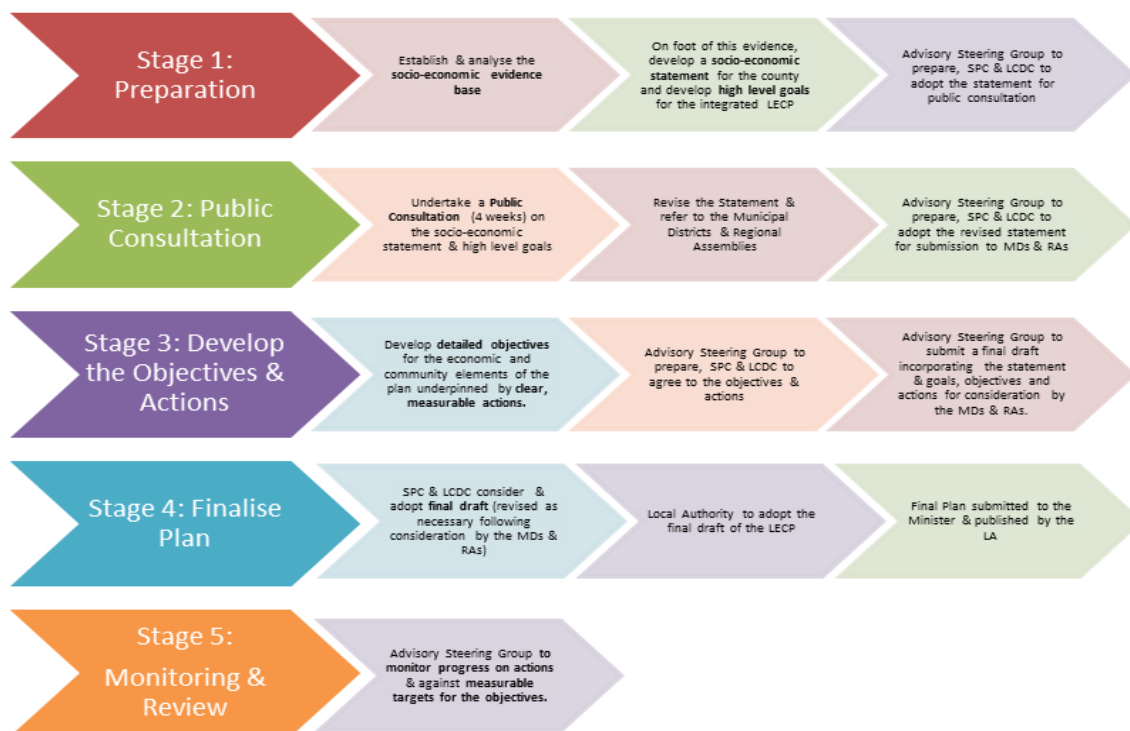 Stage 1:
Preparation
Establish & analyse the
socio-economic evidence
base
On foot of this evidence,
develop a socio-economic
statement for the county
and develop high level goals
for the integrated LECP
Advisory Steering Group to
prepare, SPC & LCDC to
adopt the statement for
public consultation
Stage 2: Public
Consultation
Undertake a Public
Consultation (4 weeks) on
the socio-economic
statement & high level goals
Revise the Statement &
refer to the Municipal
Districts & Regional
Assemblies
Advisory Steering Group to
prepare, SPC & LCDC to
adopt the revised statement
for submission to MDs & RAs
Stage 3: Develop
the Objectives &
Actions
Develop detailed objectives
for the economic and
community elements of the
plan underpinned by clear,
measurable actions.
Advisory Steering Group to
prepare, SPC & LCDC to
agree to the objectives &
actions
Advisory Steering Group to
submit a final draft
incorporating the statement
& goals, objectives and
actions for consideration by
the MDs & RAs.
Stage 4: Finalise
Plan
SPC & LCDC consider &
adopt final draft (revised as
necessary following
consideration by the MDs &
RAs)
Local Authority to adopt the
final draft of the LECP
Final Plan submitted to the
Minister & published by the
LA
Stage 5:
Monitoring &
Review
Advisory Steering Group to
monitor progress on actions
& against measurable
targets for the objectives.